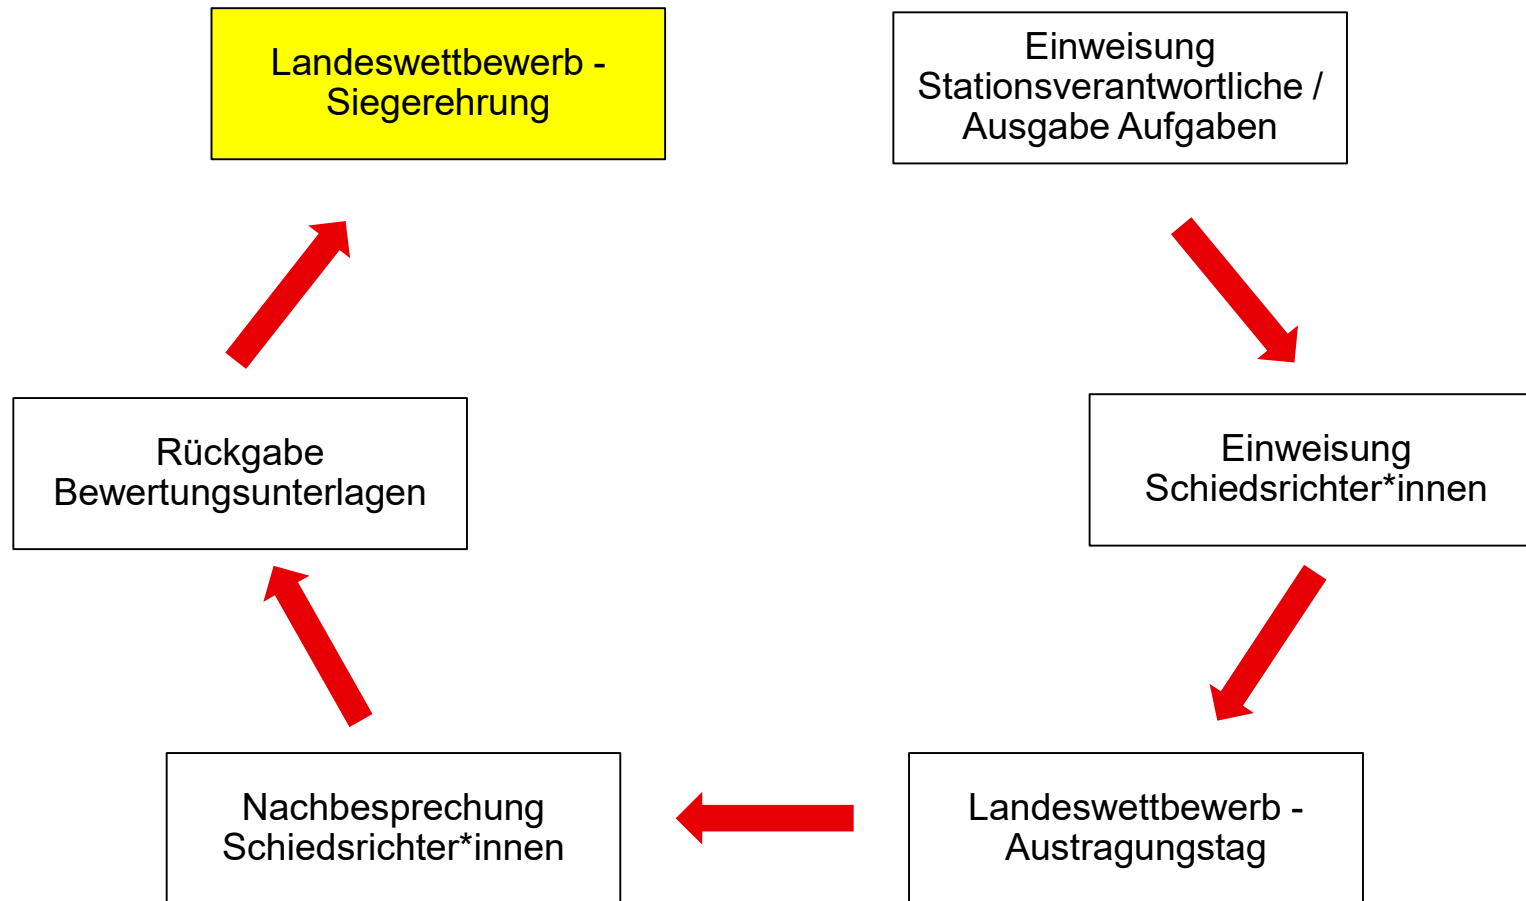 Landeswettbewerb -
Siegerehrung
Einweisung
Stationsverantwortliche /
Ausgabe Aufgaben
Einweisung
Schiedsrichter*innen
Landeswettbewerb -
Austragungstag
Nachbesprechung
Schiedsrichter*innen
Rückgabe
Bewertungsunterlagen